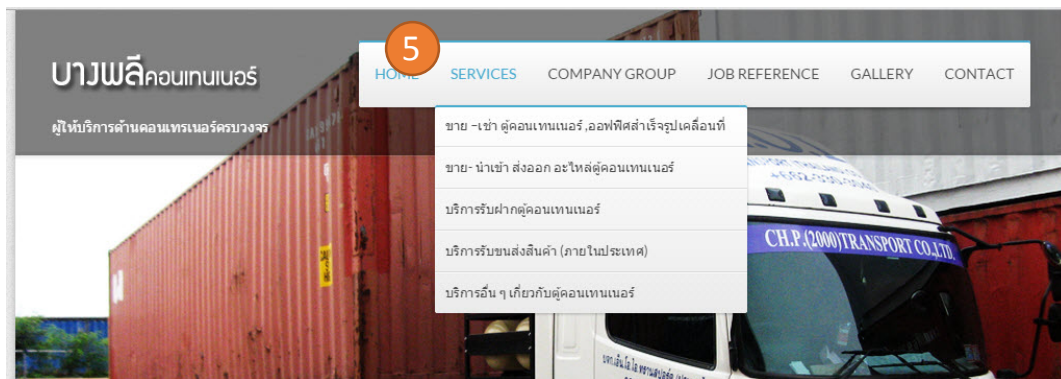 5
บางพลีคอนเทนเนอร์
ผู้ให้บริการด้านคอนเทรนเนอร์ครบวงจร
HOME SERVICES COMPANY GROUP JOB REFERENCE GALLERY CONTACT
ขาย –เช่า ตู้คอนเทนเนอร์ ,ออฟฟิศสำเร็จรูปเคลื่อนที่
ขาย- นำเข้า ส่งออก อะไหล่ตู้คอนเทนเนอร์
บริการรับฝากตู้คอนเทนเนอร์
บริการรับขนส่งสินค้า (ภายในประเทศ)
บริการอื่น ๆ เกี่ยวกับตู้คอนเทนเนอร์
CH.P.(2000)TRANSPORT CO.,LTD.